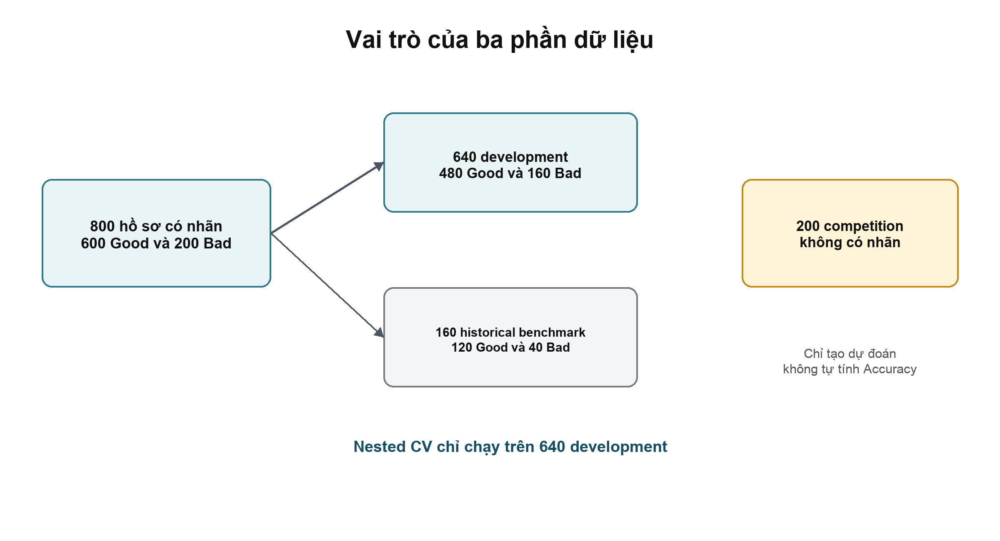 Vai trò của ba phần dữ liệu
800 hồ sơ có nhãn
600 Good và 200 Bad
640 development
480 Good và 160 Bad
160 historical benchmark
120 Good và 40 Bad
200 competition
không có nhãn
Chỉ tạo dự đoán
không tự tính Accuracy
Nested CV chỉ chạy trên 640 development